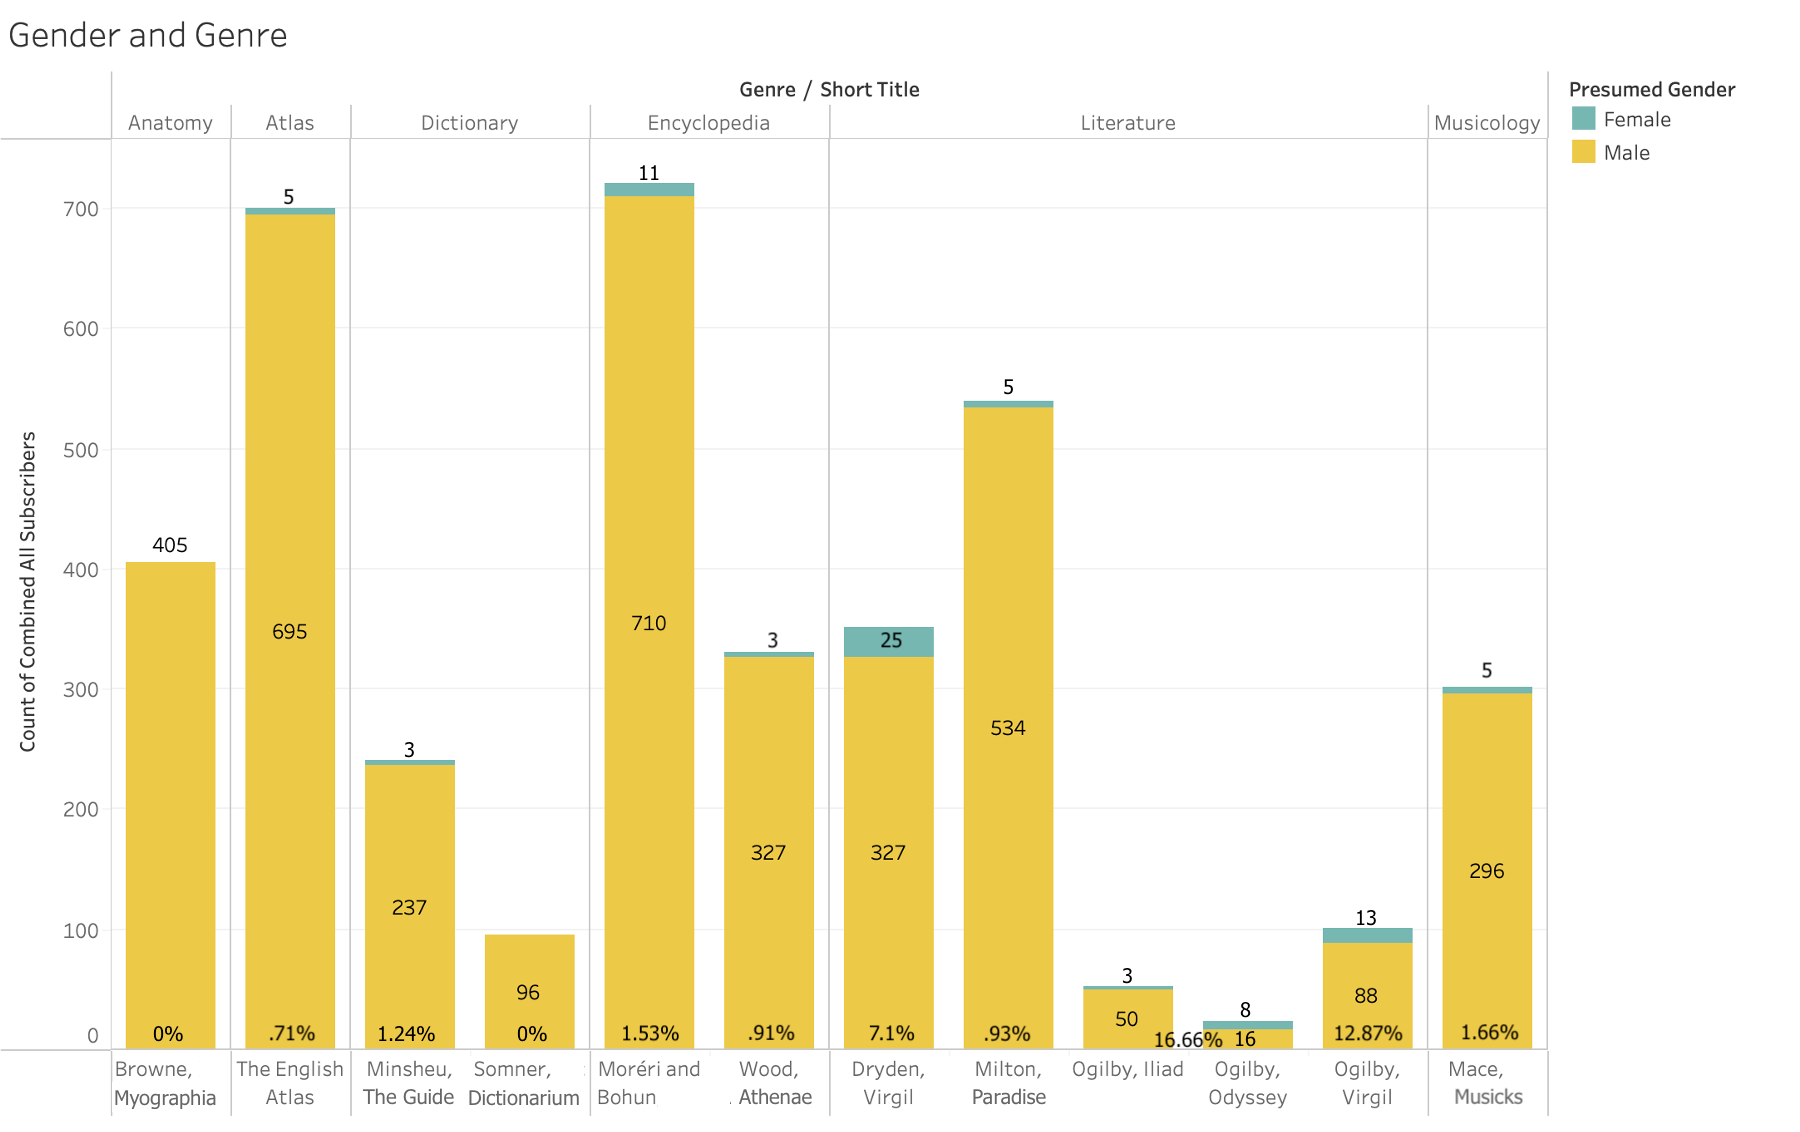 Gender and Genre
Genre / Short Title
Presumed Gender
Female
Male
Anatomy
Atlas
Dictionary
Encyclopedia
Literature
Musicology
Count of Combined All Subscribers
700
600
500
400
300
200
100
0
405
0%
5
695
.71%
3
237
1.24%
96
0%
11
710
1.53%
3
327
.91%
25
327
7.1%
5
534
.93%
3
50
16.66%
8
16
13
88
12.87%
5
296
1.66%
Browne,
Myographia
The English
Atlas
Minsheu,
The Guide
Somner,
Dictionarium
Moréri and
Bohun
Wood,
Athenae
Dryden,
Virgil
Milton,
Paradise
Ogilby, Iliad
Ogilby,
Odyssey
Ogilby,
Virgil
Mace,
Musicks